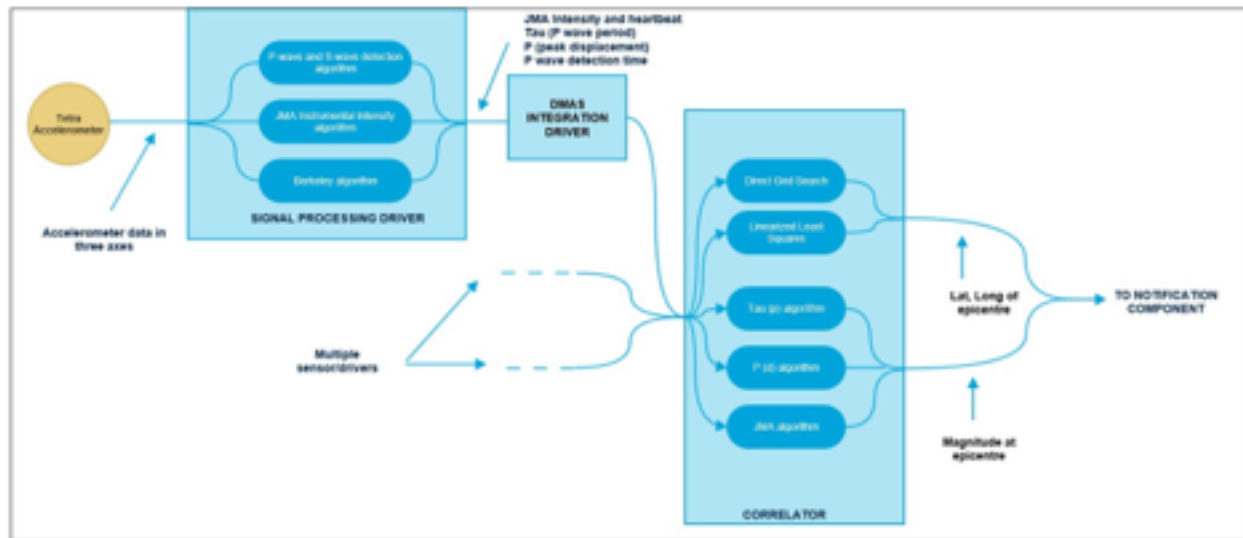 JMA Intensity and heartbeat
Tau (P wave period)
P (peak displacement)
P wave detection time
P wave and S wave detection
algorithm
Tetra
Accelerometer
JMA Instrumental Intensity
algorithm
Berkeley algorithm
SIGNAL PROCESSING DRIVER
DMAS
INTEGRATION
DRIVER
Accelerometer data in
three axes
Direct Grid Search
Linearized Least
Squares
Tau (p) algorithm
P (d) algorithm
JMA algorithm
CORRELATOR
Multiple
sensor/drivers
Lat, Long of
epicentre
TO NOTIFICATION
COMPONENT
Magnitude at
epicentre